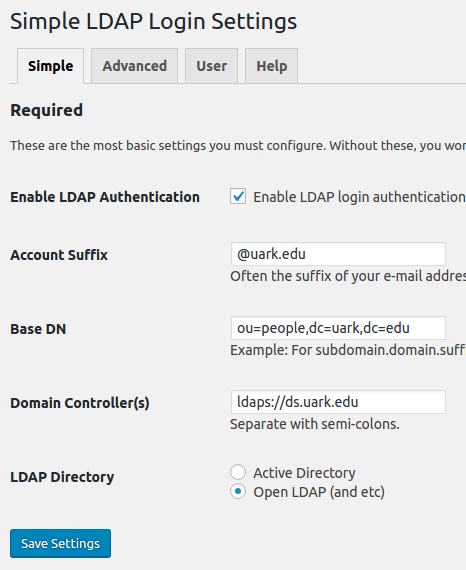 Simple LDAP Login Settings
Simple Advanced User Help
Required
These are the most basic settings you must configure. Without these, you wor
Enable LDAP Authentication Enable LDAP login authentication
Account Suffix @uark.edu
Often the suffix of your e-mail addres
Base DN ou=people,dc=uark,dc=edu
Example: For subdomain.domain.suff
Domain Controller(s) ldaps://ds.uark.edu
Separate with semi-colons.
LDAP Directory Active Directory
Open LDAP (and etc)
Save Settings